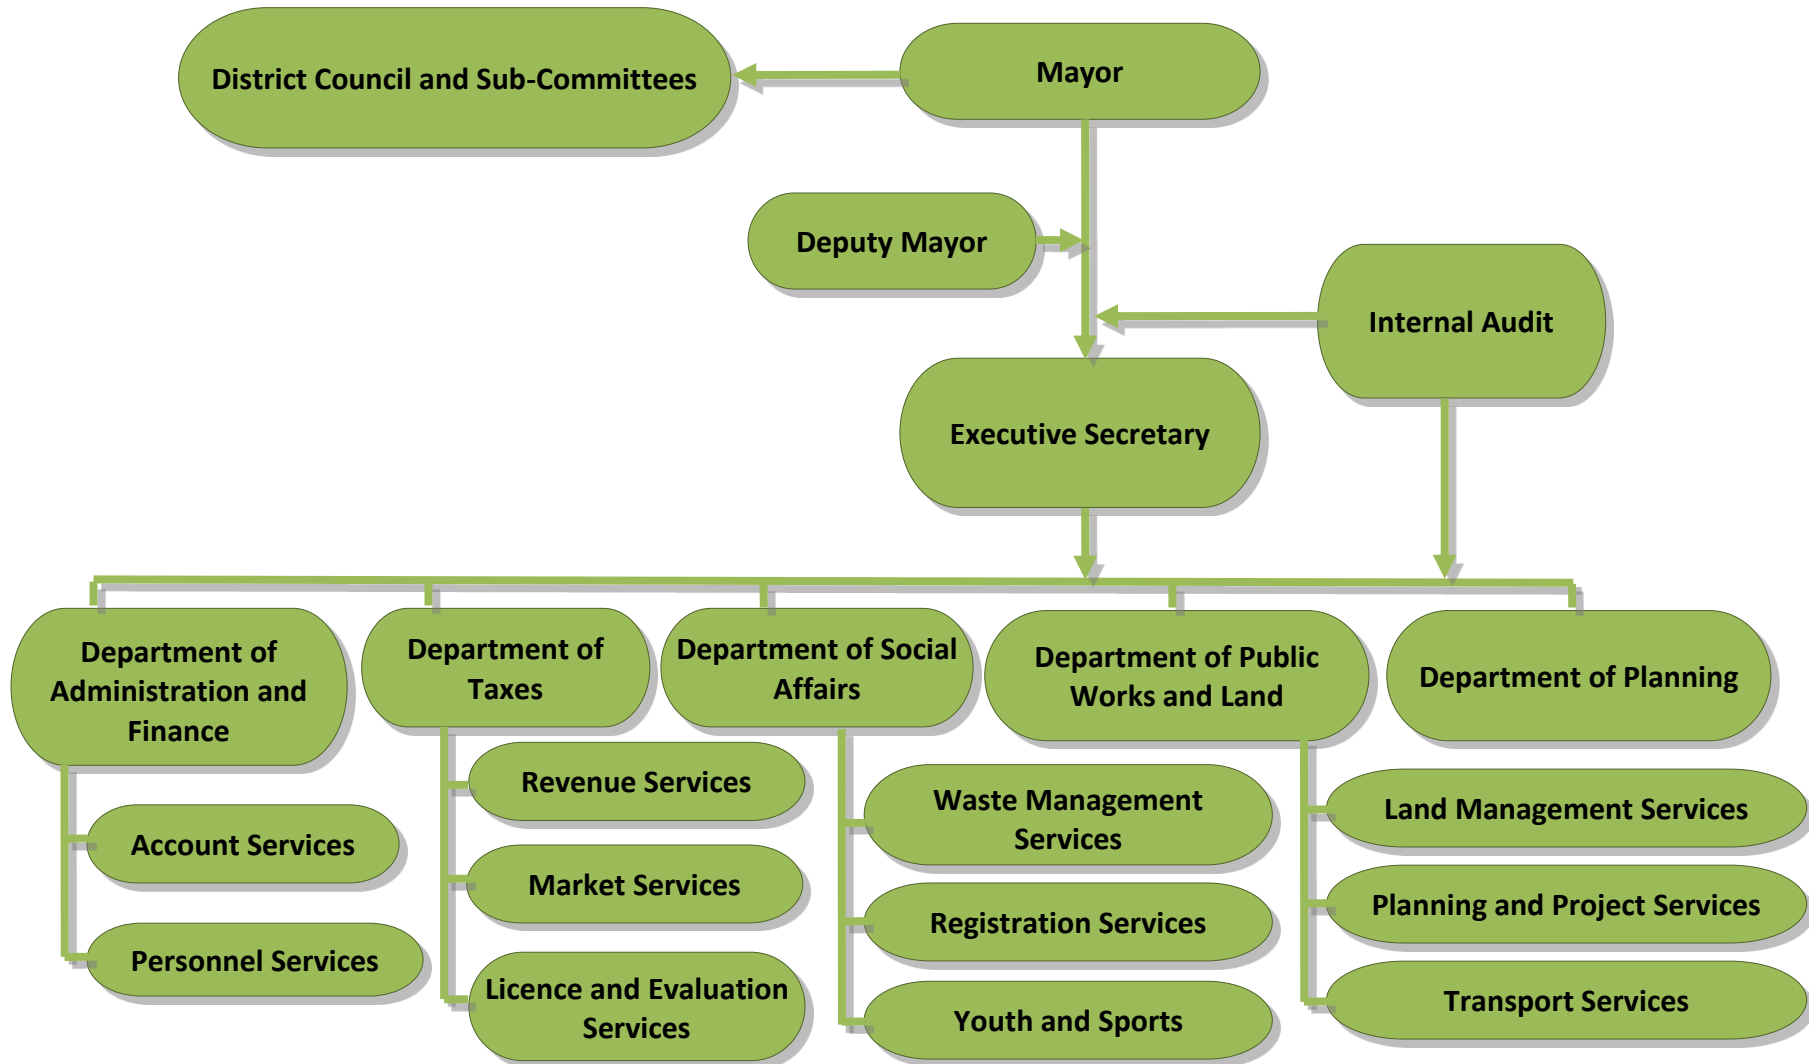 District Council and Sub-Committees
Mayor
Deputy Mayor
Internal Audit
Executive Secretary
Department of
Administration and
Finance
Department of
Taxes
Department of Social
Affairs
Department of Public
Works and Land
Department of Planning
Account Services
Personnel Services
Revenue Services
Market Services
Licence and Evaluation
Services
Waste Management
Services
Registration Services
Youth and Sports
Land Management Services
Planning and Project Services
Transport Services